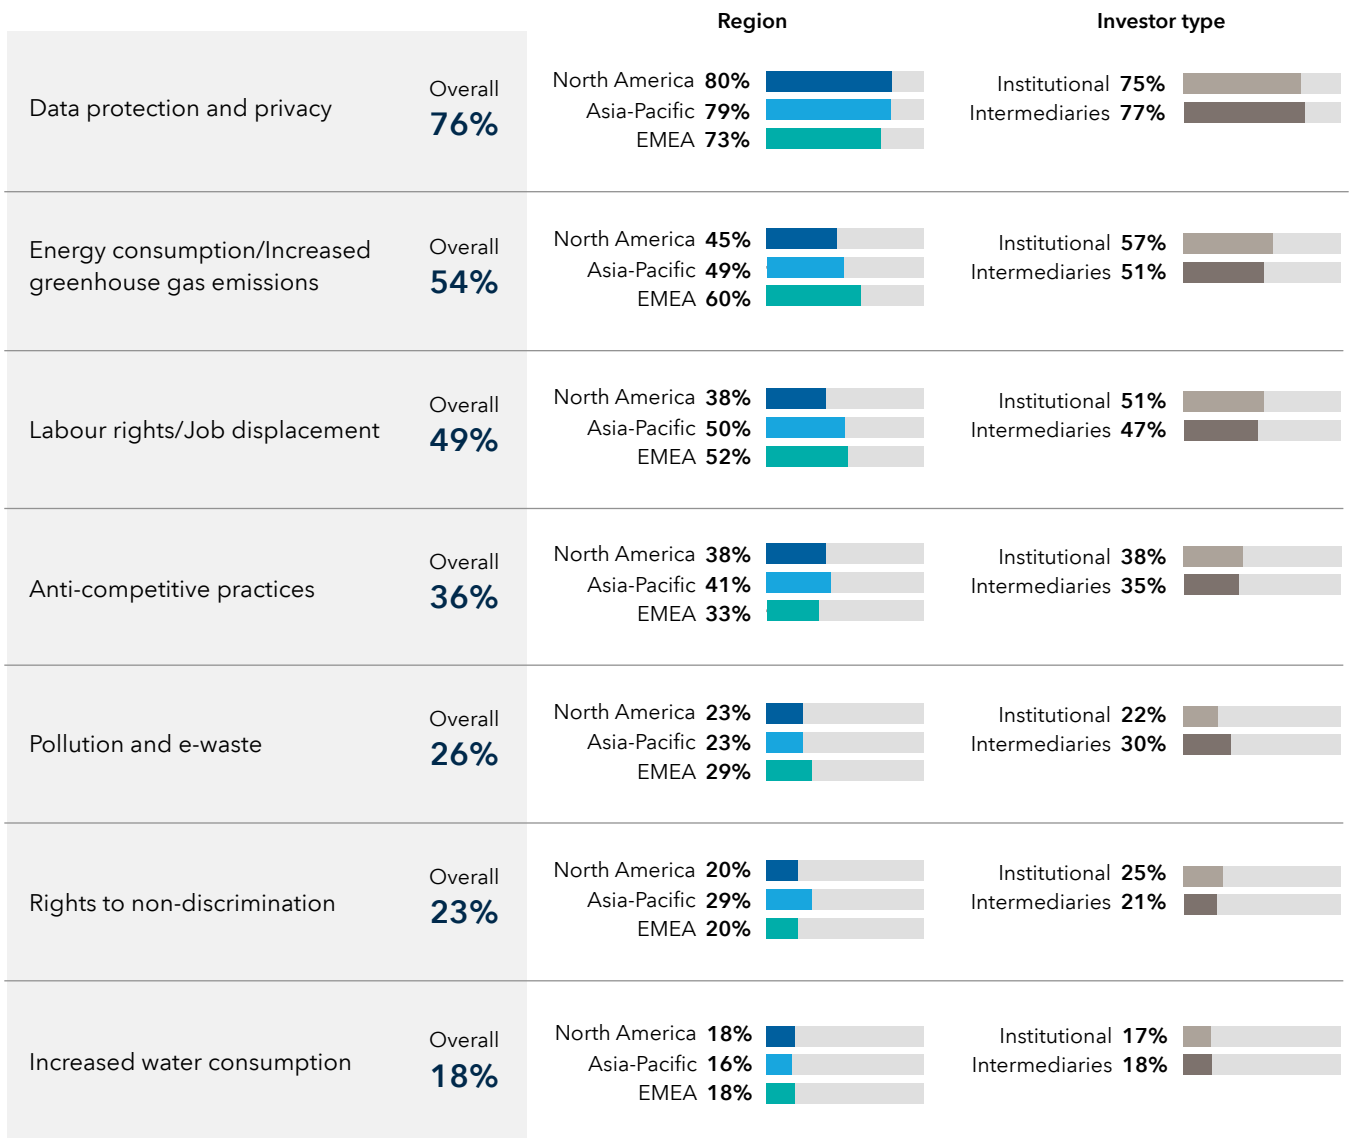 Region
Investor type
Data protection and privacy
Overall
76%
North America 80%
Asia-Pacific 79%
EMEA 73%
Institutional 75%
Intermediaries 77%
Energy consumption/Increased
greenhouse gas emissions
Overall
54%
North America 45%
Asia-Pacific 49%
EMEA 60%
Institutional 57%
Intermediaries 51%
Labour rights/Job displacement
Overall
49%
North America 38%
Asia-Pacific 50%
EMEA 52%
Institutional 51%
Intermediaries 47%
Anti-competitive practices
Overall
36%
North America 38%
Asia-Pacific 41%
EMEA 33%
Institutional 38%
Intermediaries 35%
Pollution and e-waste
Overall
26%
North America 23%
Asia-Pacific 23%
EMEA 29%
Institutional 22%
Intermediaries 30%
Rights to non-discrimination
Overall
23%
North America 20%
Asia-Pacific 29%
EMEA 20%
Institutional 25%
Intermediaries 21%
Increased water consumption
Overall
18%
North America 18%
Asia-Pacific 16%
EMEA 18%
Institutional 17%
Intermediaries 18%